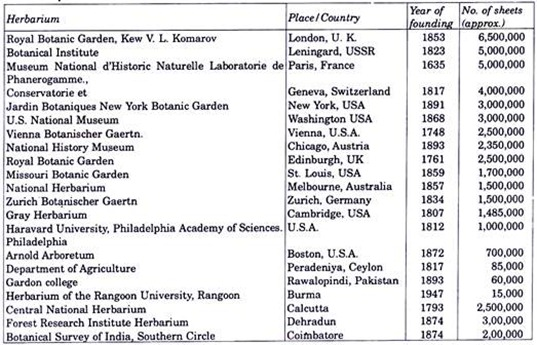 Herbarium Place/Country Year of founding No. of sheets (approx.)
Royal Botanic Garden, Kew V. L. Komarov London, U. K. 1853 6,500,000
Botanical Institute Leningard, USSR 1823 5,000,000
Museum National d'Historic Naturelle Laboratorie de Paris, France 1635 5,000,000
Phanerogamme.,
Conservatorie et Geneva, Switzerland 1817 4,000,000
Jardin Botaniques New York Botanic Garden New York, USA 1891 3,000,000
U.S. National Museum Washington USA 1868 3,000,000
Vienna Botanischer Gaertn. Vienna, U.S.A. 1748 2,500,000
National History Museum Chicago, Austria 1893 2,350,000
Royal Botanic Garden Edinburgh, UK 1761 2,500,000
Missouri Botanic Garden St. Louis, USA 1859 1,700,000
National Herbarium Melbourne, Australia 1857 1,500,000
Zurich Botanischer Gaertn Zurich, Germany 1834 1,500,000
Gray Herbarium Cambridge, USA 1807 1,485,000
Haravard University, Philadelphia Academy of Sciences. U.S.A. 1812 1,000,000
Philadelphia
Arnold Arboretum Boston, U.S.A. 1872 700,000
Department of Agriculture Peradeniya, Ceylon 1817 85,000
Gardon college Rawalopindi, Pakistan 1893 60,000
Herbarium of the Rangoon University, Rangoon Burma 1947 15,000
Central National Herbarium Calcutta 1793 2,500,000
Forest Research Institute Herbarium Dehradun 1874 3,00,000
Botanical Survey of India, Southern Circle Coimbatore 1874 2,00,000